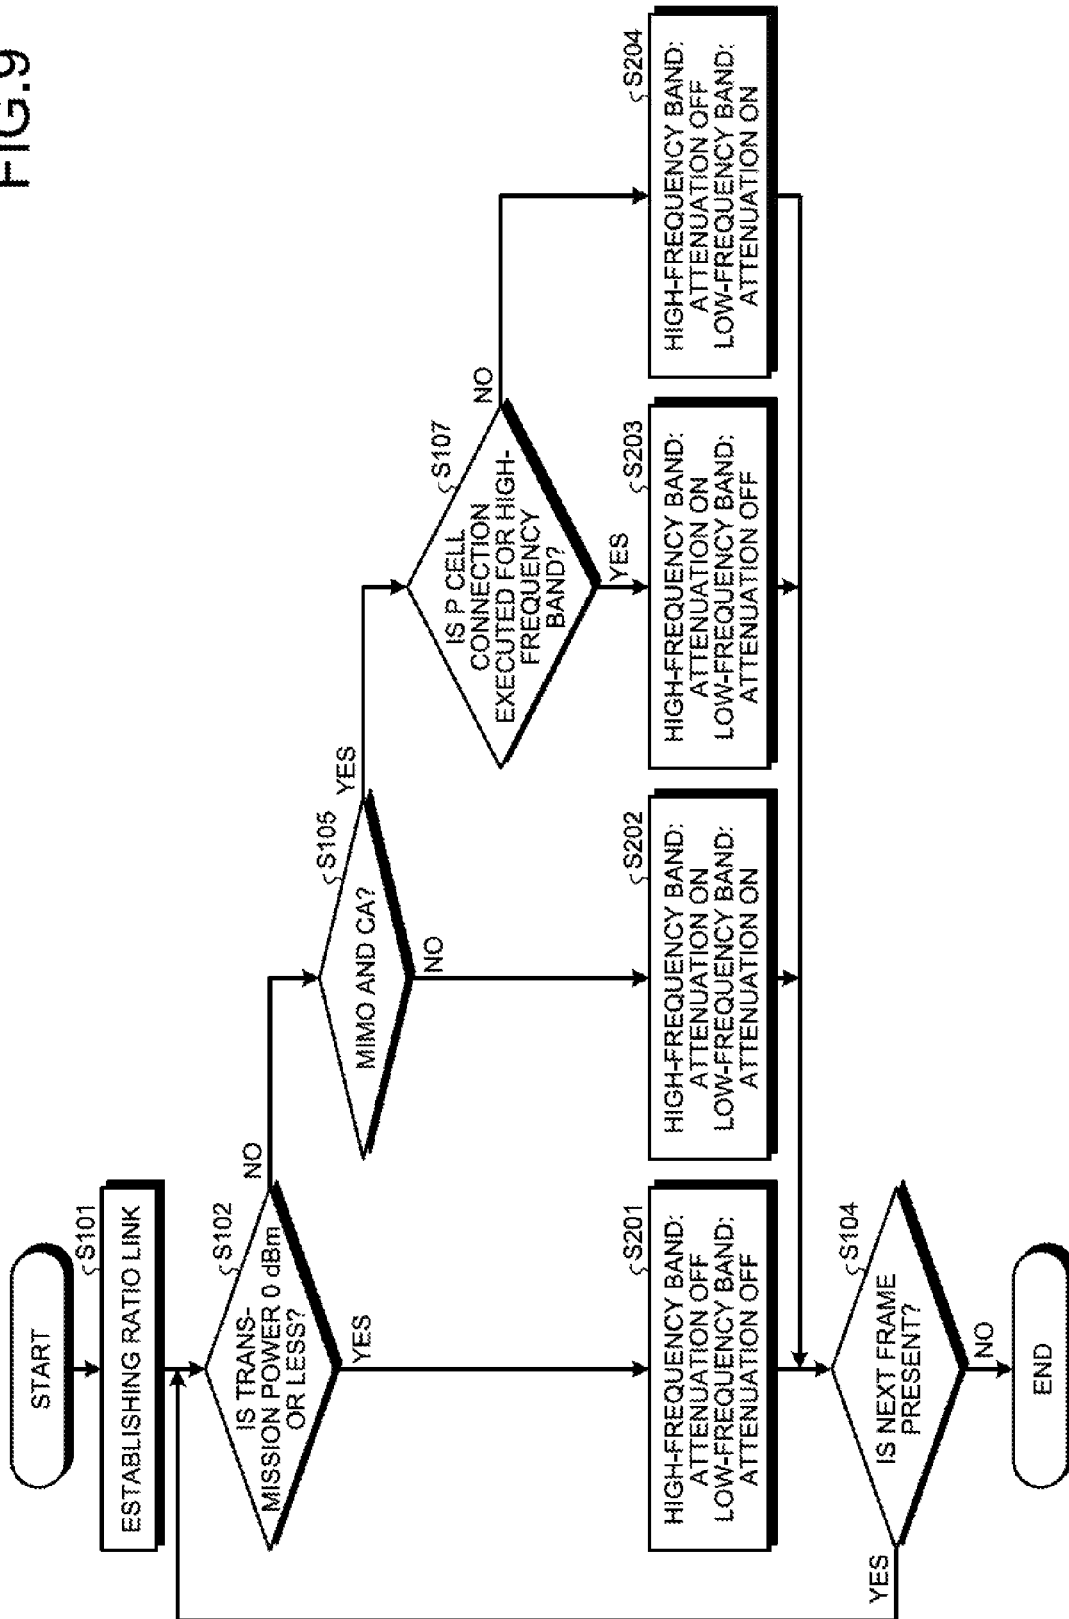 FIG.9
START
S101
ESTABLISHING RATIO LINK
S102
IS TRANS-
MISSION POWER 0 dBm
OR LESS?
NO
YES
S105
MIMO AND CA?
YES
NO
S107
IS P CELL
CONNECTION
EXECUTED FOR HIGH-
FREQUENCY
BAND?
NO
YES
S201
HIGH-FREQUENCY BAND:
ATTENUATION OFF
LOW-FREQUENCY BAND:
ATTENUATION OFF
S202
HIGH-FREQUENCY BAND:
ATTENUATION ON
LOW-FREQUENCY BAND:
ATTENUATION ON
S203
HIGH-FREQUENCY BAND:
ATTENUATION ON
LOW-FREQUENCY BAND:
ATTENUATION OFF
S204
HIGH-FREQUENCY BAND:
ATTENUATION OFF
LOW-FREQUENCY BAND:
ATTENUATION ON
S104
IS NEXT FRAME
PRESENT?
YES
NO
END